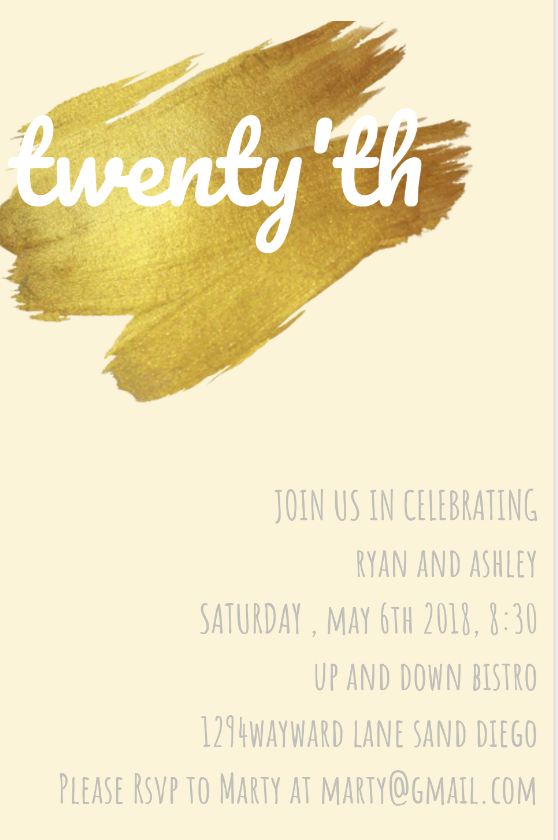 twenty'th
JOIN US IN CELEBRATING
RYAN AND ASHLEY
SATURDAY , MAY 6TH 2018, 8:30
UP AND DOWN BISTRO
1294WAYWARD LANE SAND DIEGO
Please Rsvp to Marty at marty@gmail.com